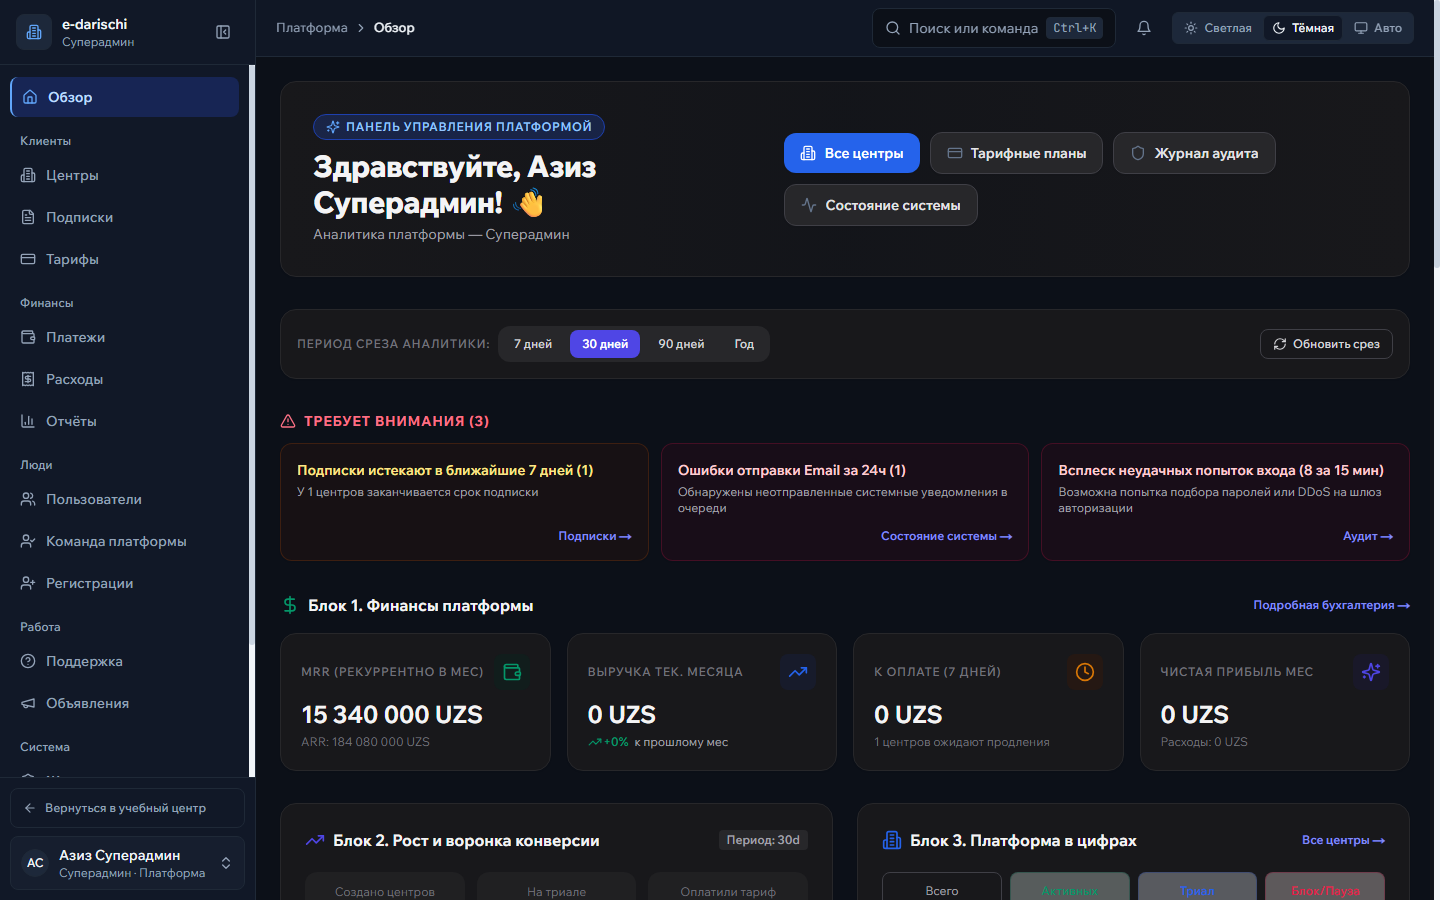 e-darischi
Суперадмин
Платформа > Обзор
Поиск или команда Ctrl+K
Светлая
Тёмная
Авто
Обзор
Клиенты
Центры
Подписки
Тарифы
Финансы
Платежи
Расходы
Отчёты
Люди
Пользователи
Команда платформы
Регистрации
Работа
Поддержка
Объявления
Система
Вернуться в учебный центр
АС
Азиз Суперадмин
Суперадмин · Платформа
ПАНЕЛЬ УПРАВЛЕНИЯ ПЛАТФОРМОЙ
Здравствуйте, Азиз
Суперадмин! 👋
Аналитика платформы — Суперадмин
Все центры
Тарифные планы
Журнал аудита
Состояние системы
ПЕРИОД СРЕЗА АНАЛИТИКИ:
7 дней
30 дней
90 дней
Год
Обновить срез
ТРЕБУЕТ ВНИМАНИЯ (3)
Подписки истекают в ближайшие 7 дней (1)
У 1 центров заканчивается срок подписки
Подписки →
Ошибки отправки Email за 24ч (1)
Обнаружены неотправленные системные уведомления в
очереди
Состояние системы →
Всплеск неудачных попыток входа (8 за 15 мин)
Возможна попытка подбора паролей или DDoS на шлюз
авторизации
Аудит →
Блок 1. Финансы платформы
Подробная бухгалтерия →
MRR (РЕКУРРЕНТНО В МЕС)
15 340 000 UZS
ARR: 184 080 000 UZS
ВЫРУЧКА ТЕК. МЕСЯЦА
0 UZS
+0% к прошлому мес
К ОПЛАТЕ (7 ДНЕЙ)
0 UZS
1 центров ожидают продления
ЧИСТАЯ ПРИБЫЛЬ МЕС
0 UZS
Расходы: 0 UZS
Блок 2. Рост и воронка конверсии
Период: 30d
Создано центров
На триале
Оплатили тариф
Блок 3. Платформа в цифрах
Все центры →
Всего
Активных
Триал
Блок/Пауза